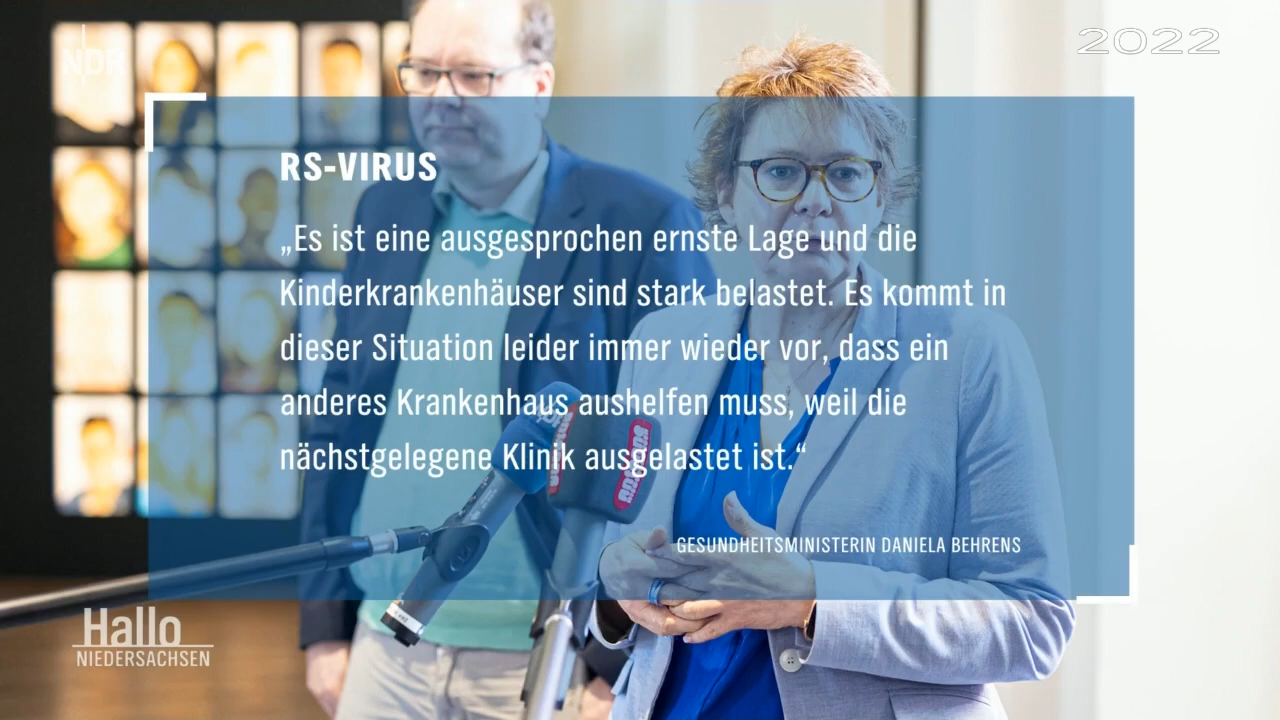 NDR
2022
RS-VIRUS
„Es ist eine ausgesprochen ernste Lage und die
Kinderkrankenhäuser sind stark belastet. Es kommt in
dieser Situation leider immer wieder vor, dass ein
anderes Krankenhaus aushelfen muss, weil die
nächstgelegene Klinik ausgelastet ist.“
GESUNDHEITSMINISTERIN DANIELA BEHRENS
Hallo
NIEDERSACHSEN